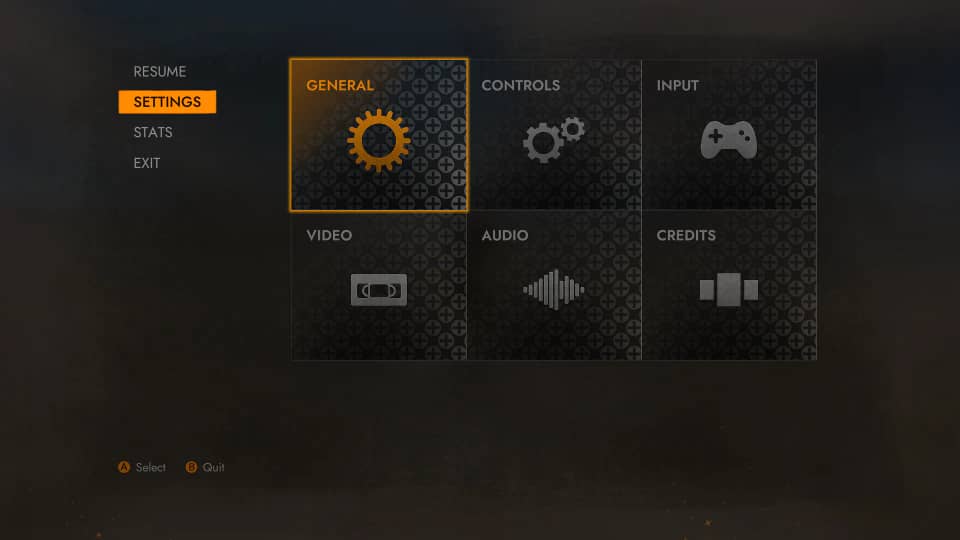 RESUME
SETTINGS
STATS
EXIT
GENERAL
CONTROLS
INPUT
VIDEO
AUDIO
CREDITS
A Select B Quit